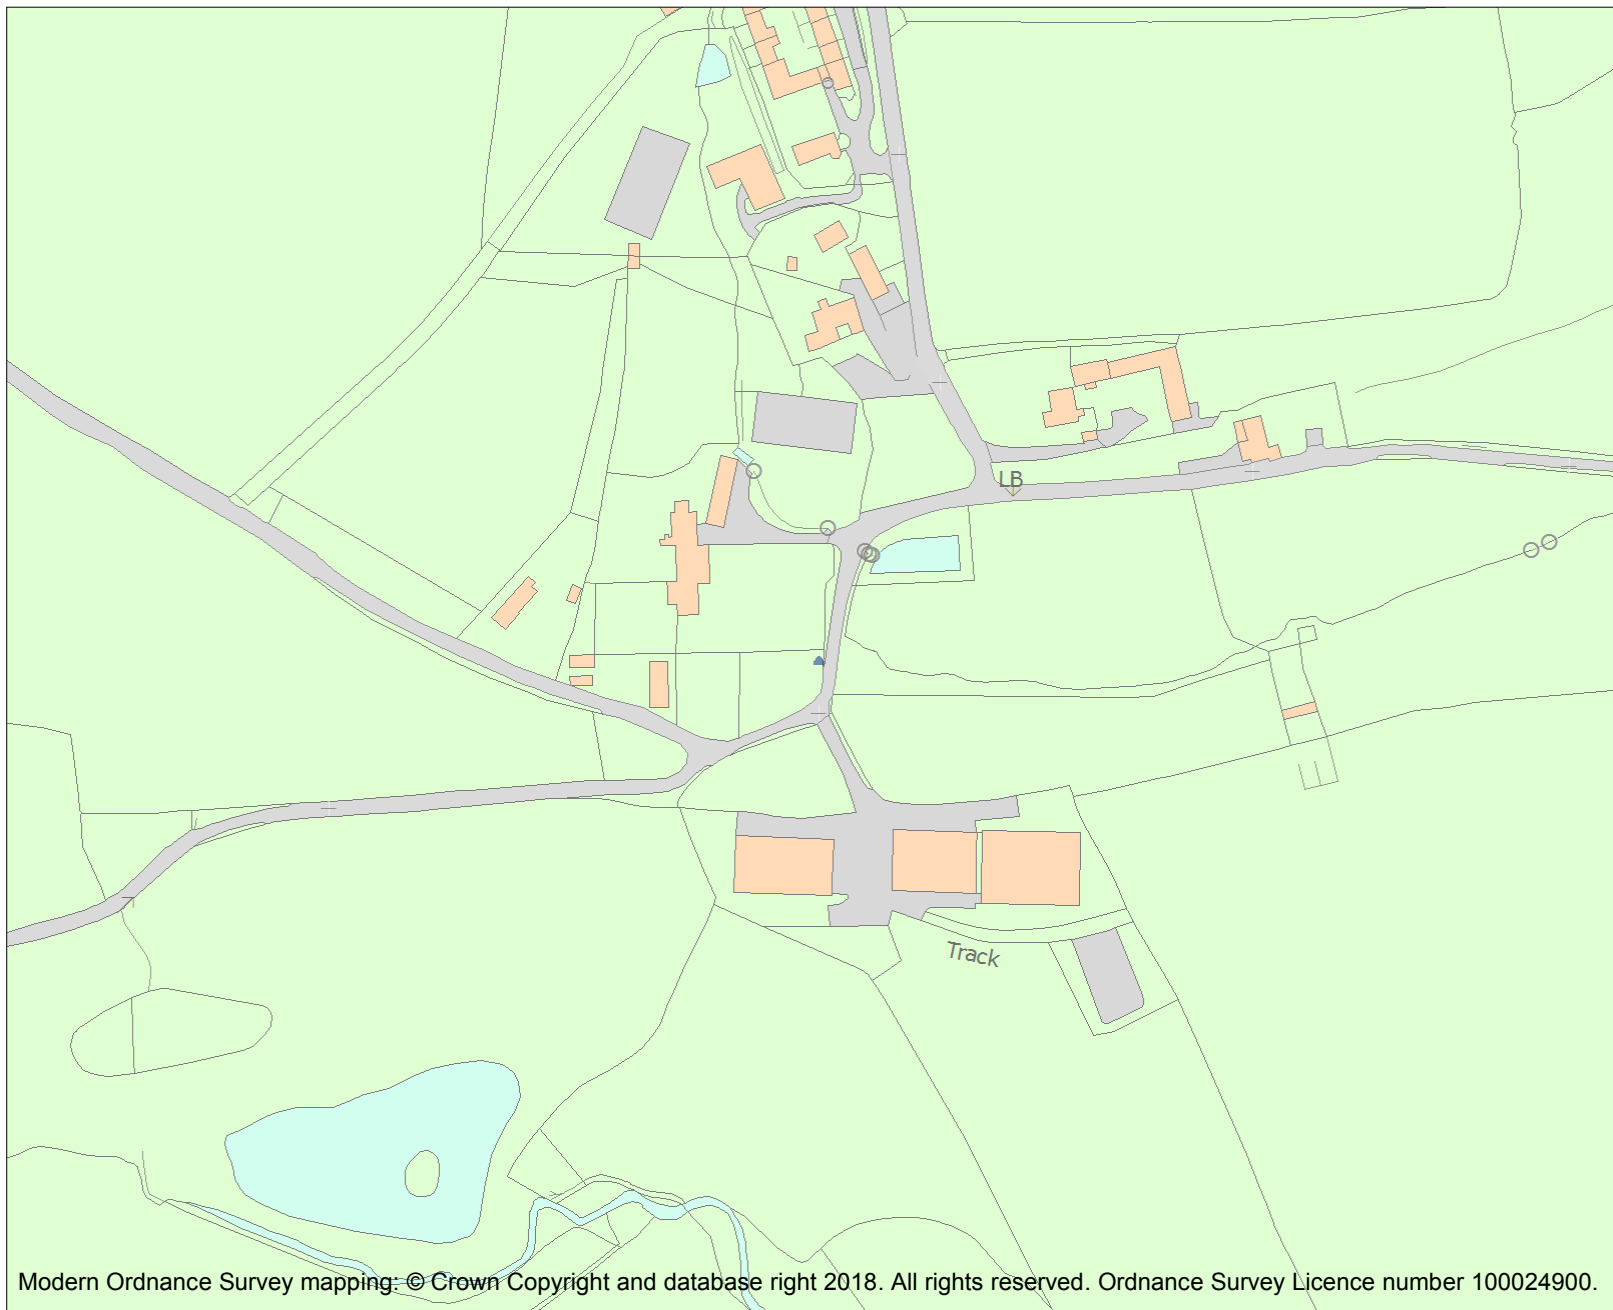 LB
Track
Modern Ordnance Survey mapping: © Crown Copyright and database right 2018. All rights reserved. Ordnance Survey Licence number 100024900.